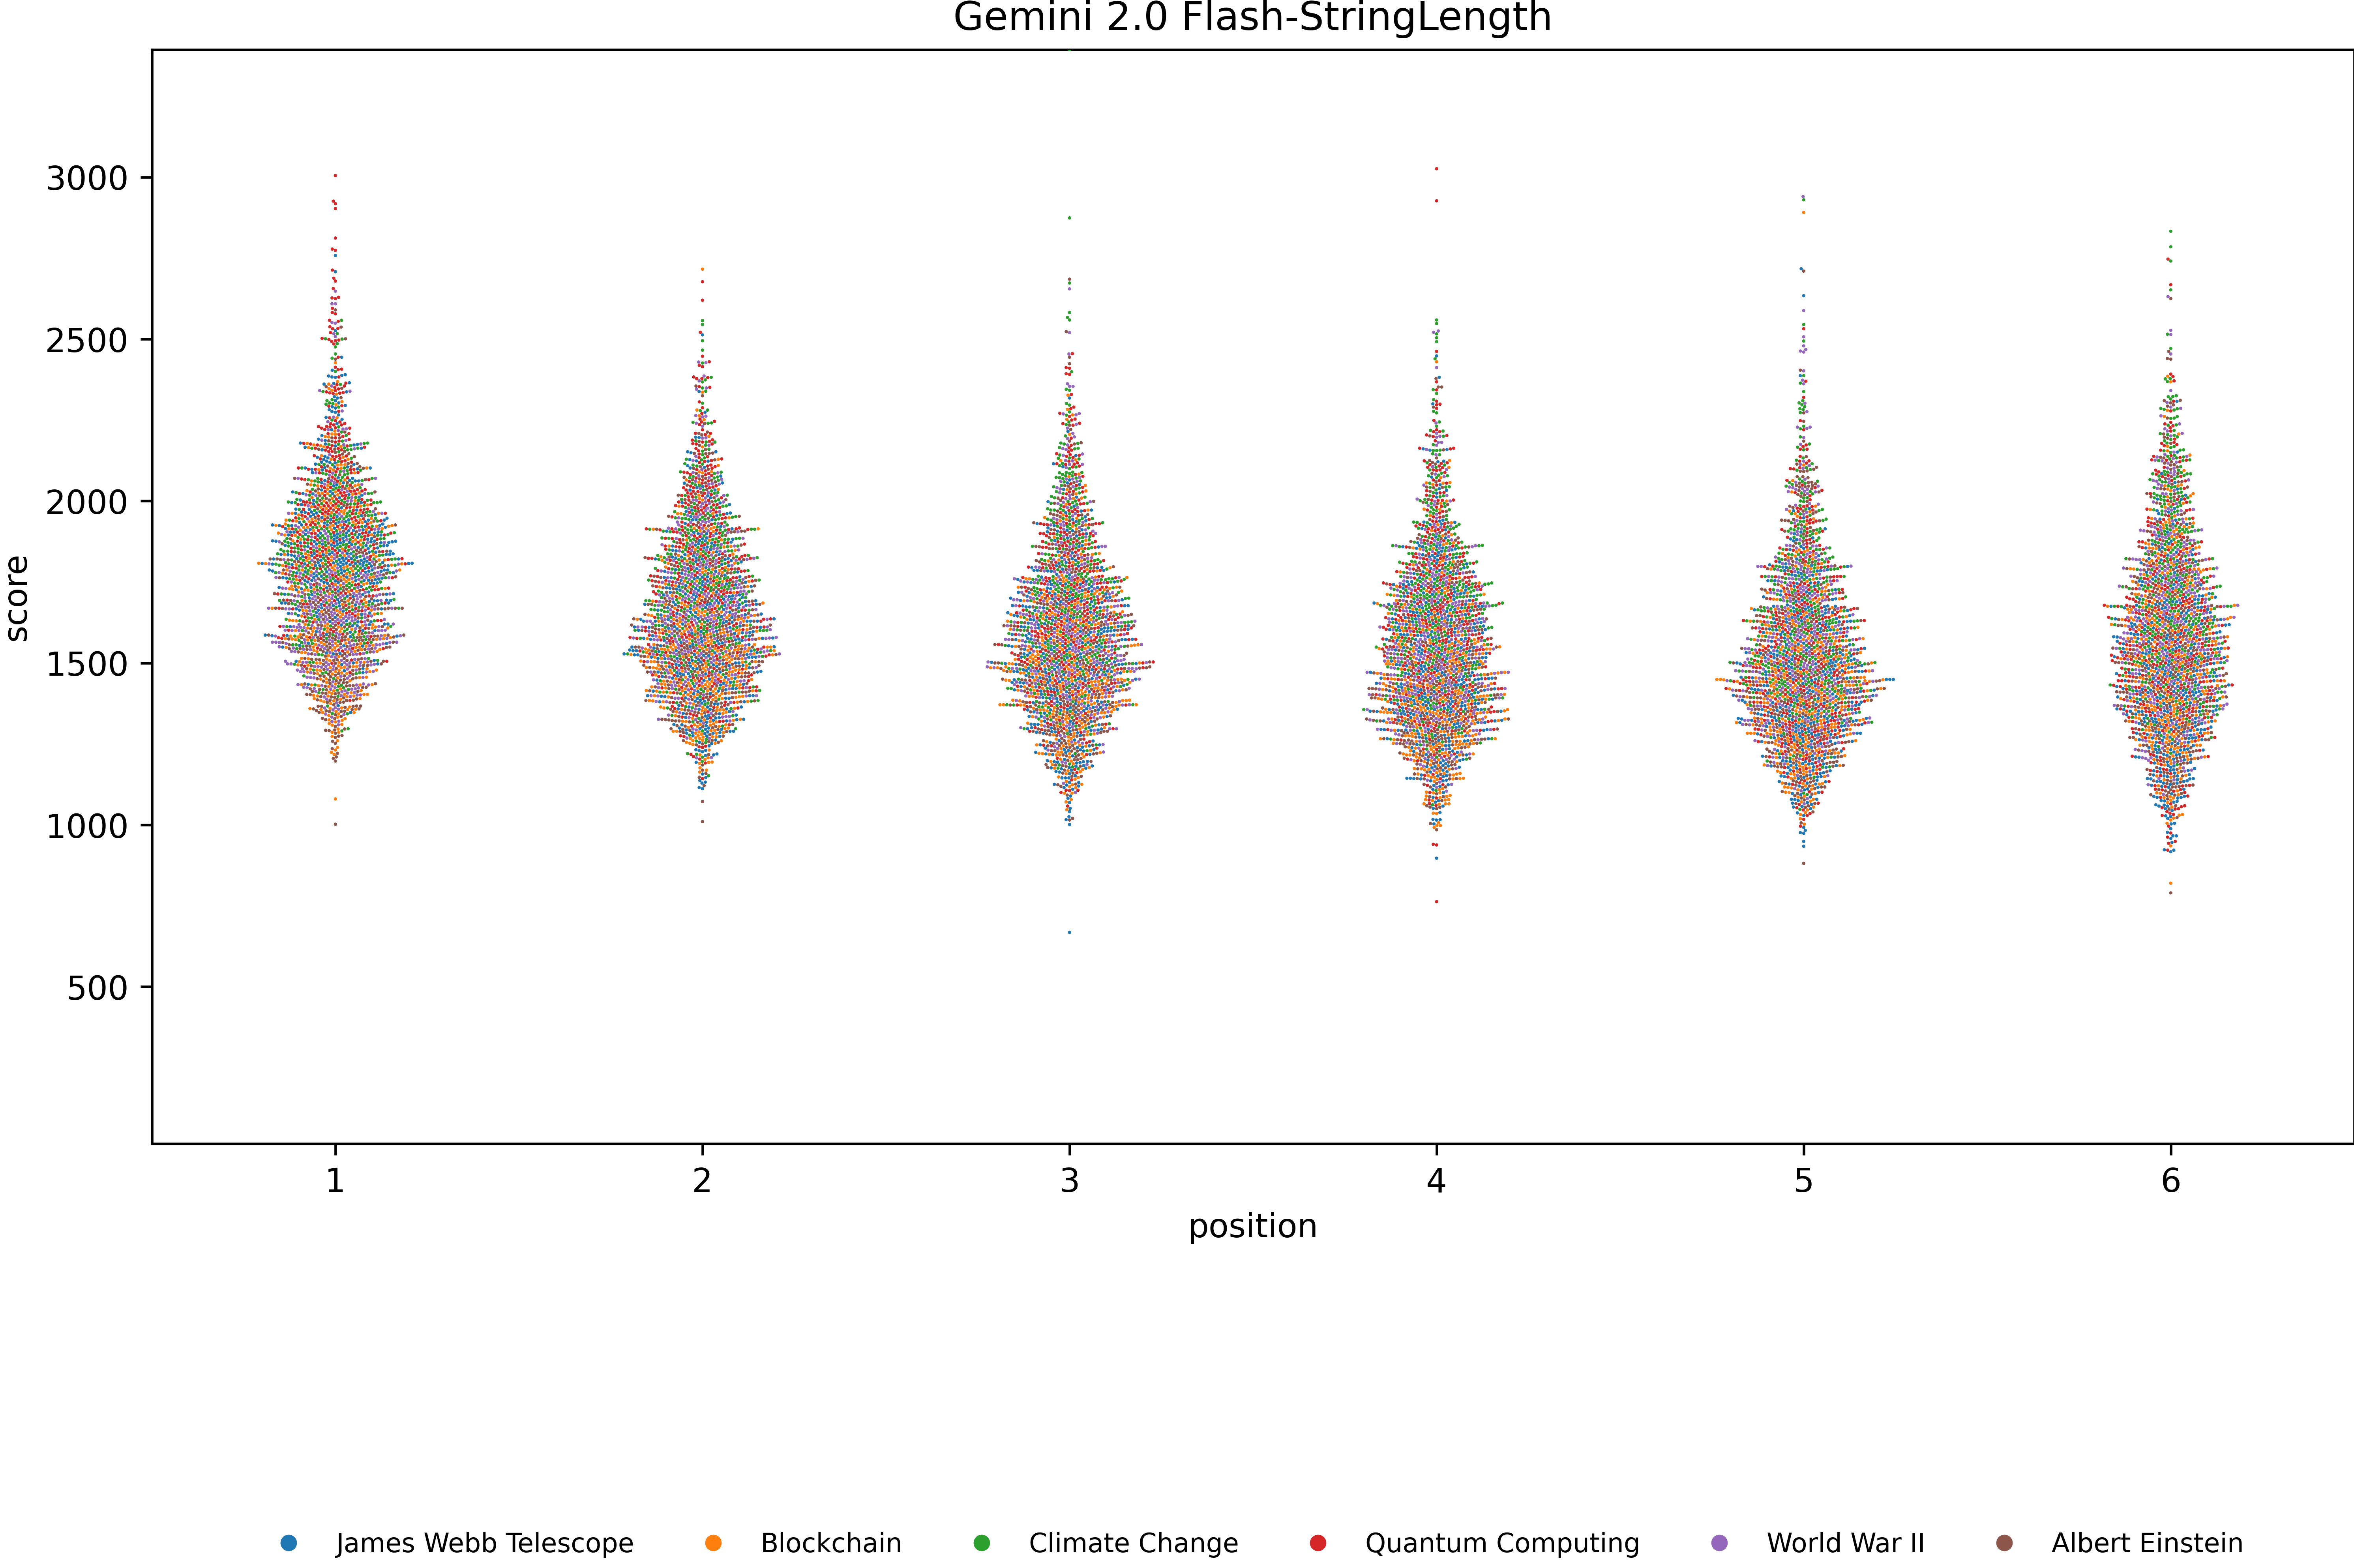 Gemini 2.0 Flash-StringLength
score
3000
2500
2000
1500
1000
500
1 2 3 4 5 6
position
James Webb Telescope Blockchain Climate Change Quantum Computing World War II Albert Einstein